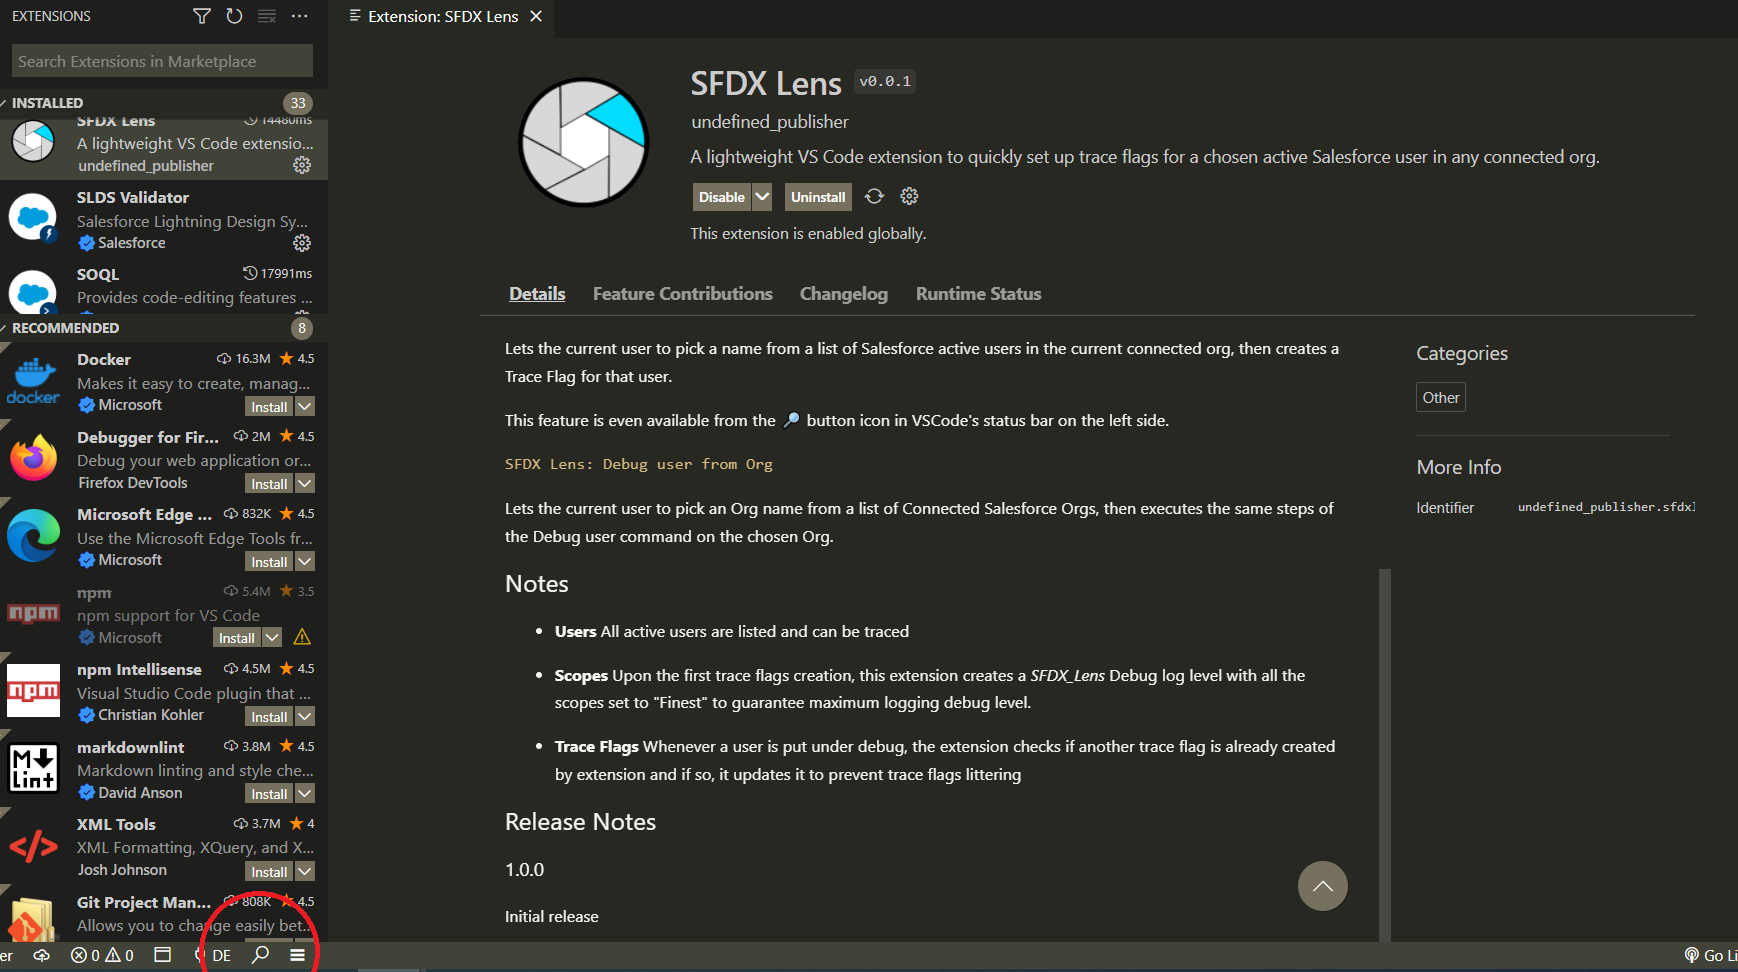 EXTENSIONS
Search Extensions in Marketplace
INSTALLED 33
SFDX Lens 14480ms
A lightweight VS Code extensio...
undefined_publisher
SLDS Validator
Salesforce Lightning Design Sy...
Salesforce
SOQL 17991ms
Provides code-editing features ...
RECOMMENDED 8
Docker 16.3M 4.5
Makes it easy to create, manag...
Microsoft Install
docker
Debugger for Fir... 2M 4.5
Debug your web application or...
Firefox DevTools Install
Microsoft Edge ... 832K 4.5
Use the Microsoft Edge Tools fr...
Microsoft Install
npm 5.4M 3.5
npm support for VS Code
npm
Microsoft Install
npm Intellisense 4.5M 4.5
Visual Studio Code plugin that ...
npm
Christian Kohler Install
markdownlint 3.8M 4.5
M
Lint
Markdown linting and style che...
David Anson Install
XML Tools 3.7M 4
XML Formatting, XQuery, and X...
Josh Johnson Install
Git Project Man... 808K 4.5
Allows you to change easily bet...
er 0 0 DE
Extension: SFDX Lens
SFDX Lens v0.0.1
undefined_publisher
A lightweight VS Code extension to quickly set up trace flags for a chosen active Salesforce user in any connected org.
Disable Uninstall
This extension is enabled globally.
Details Feature Contributions Changelog Runtime Status
Lets the current user to pick a name from a list of Salesforce active users in the current connected org, then creates a
Trace Flag for that user.
This feature is even available from the 🔎 button icon in VSCode's status bar on the left side.
SFDX Lens: Debug user from Org
Lets the current user to pick an Org name from a list of Connected Salesforce Orgs, then executes the same steps of
the Debug user command on the chosen Org.
Notes
• Users All active users are listed and can be traced
• Scopes Upon the first trace flags creation, this extension creates a SFDX_Lens Debug log level with all the
scopes set to "Finest" to guarantee maximum logging debug level.
• Trace Flags Whenever a user is put under debug, the extension checks if another trace flag is already created
by extension and if so, it updates it to prevent trace flags littering
Release Notes
1.0.0
Initial release
Categories
Other
More Info
Identifier undefined_publisher.sfdxl
Go Li